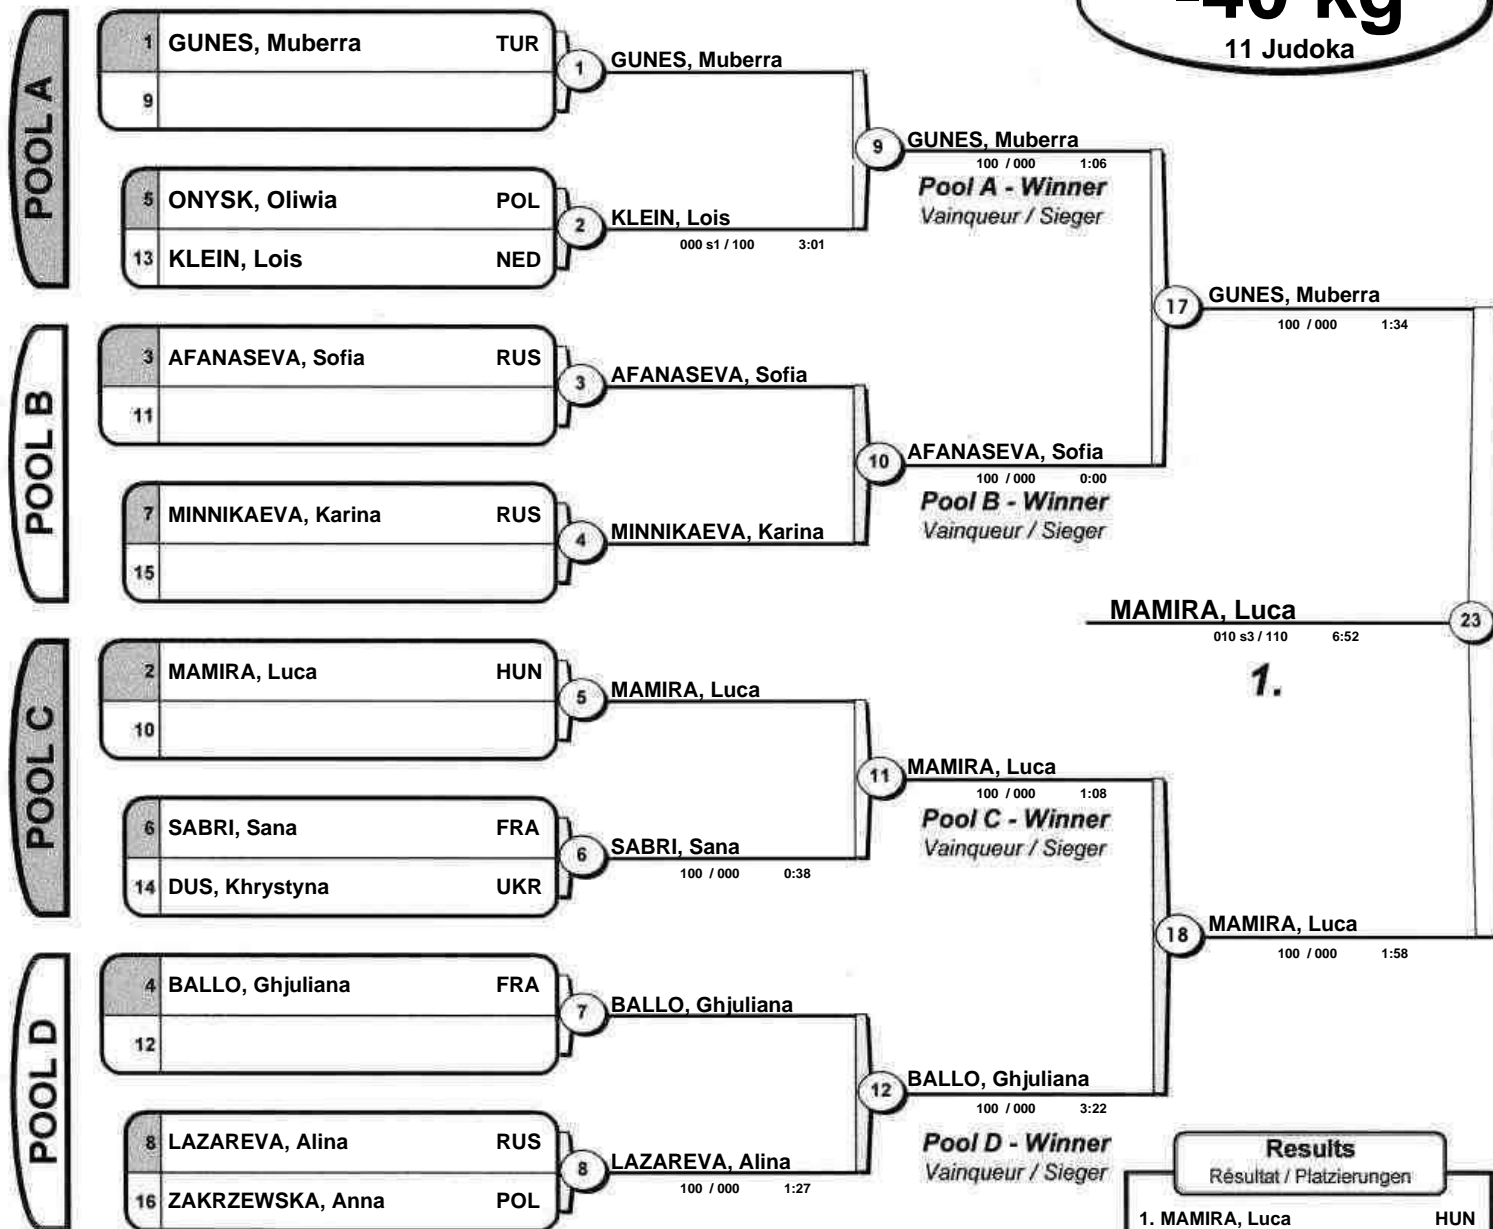 -40 kg
11 Judoka
POOL A
1 GUNES, Muberra TUR
9
1 GUNES, Muberra
5 ONYSK, Oliwia POL
13 KLEIN, Lois NED
2 KLEIN, Lois
000 s1 / 100 3:01
9 GUNES, Muberra
100 / 000 1:06
Pool A - Winner
Vainqueur / Sieger
POOL B
3 AFANASEVA, Sofia RUS
11
3 AFANASEVA, Sofia
7 MINNIKAEVA, Karina RUS
15
4 MINNIKAEVA, Karina
10 AFANASEVA, Sofia
100 / 000 0:00
Pool B - Winner
Vainqueur / Sieger
17 GUNES, Muberra
100 / 000 1:34
MAMIRA, Luca 23
010 s3 / 110 6:52
1.
POOL C
2 MAMIRA, Luca HUN
10
5 MAMIRA, Luca
6 SABRI, Sana FRA
14 DUS, Khrystyna UKR
6 SABRI, Sana
100 / 000 0:38
11 MAMIRA, Luca
100 / 000 1:08
Pool C - Winner
Vainqueur / Sieger
POOL D
4 BALLO, Ghjuliana FRA
12
7 BALLO, Ghjuliana
8 LAZAREVA, Alina RUS
16 ZAKRZEWSKA, Anna POL
8 LAZAREVA, Alina
100 / 000 1:27
12 BALLO, Ghjuliana
100 / 000 3:22
Pool D - Winner
Vainqueur / Sieger
18 MAMIRA, Luca
100 / 000 1:58
Results
Résultat / Platzierungen
1. MAMIRA, Luca HUN